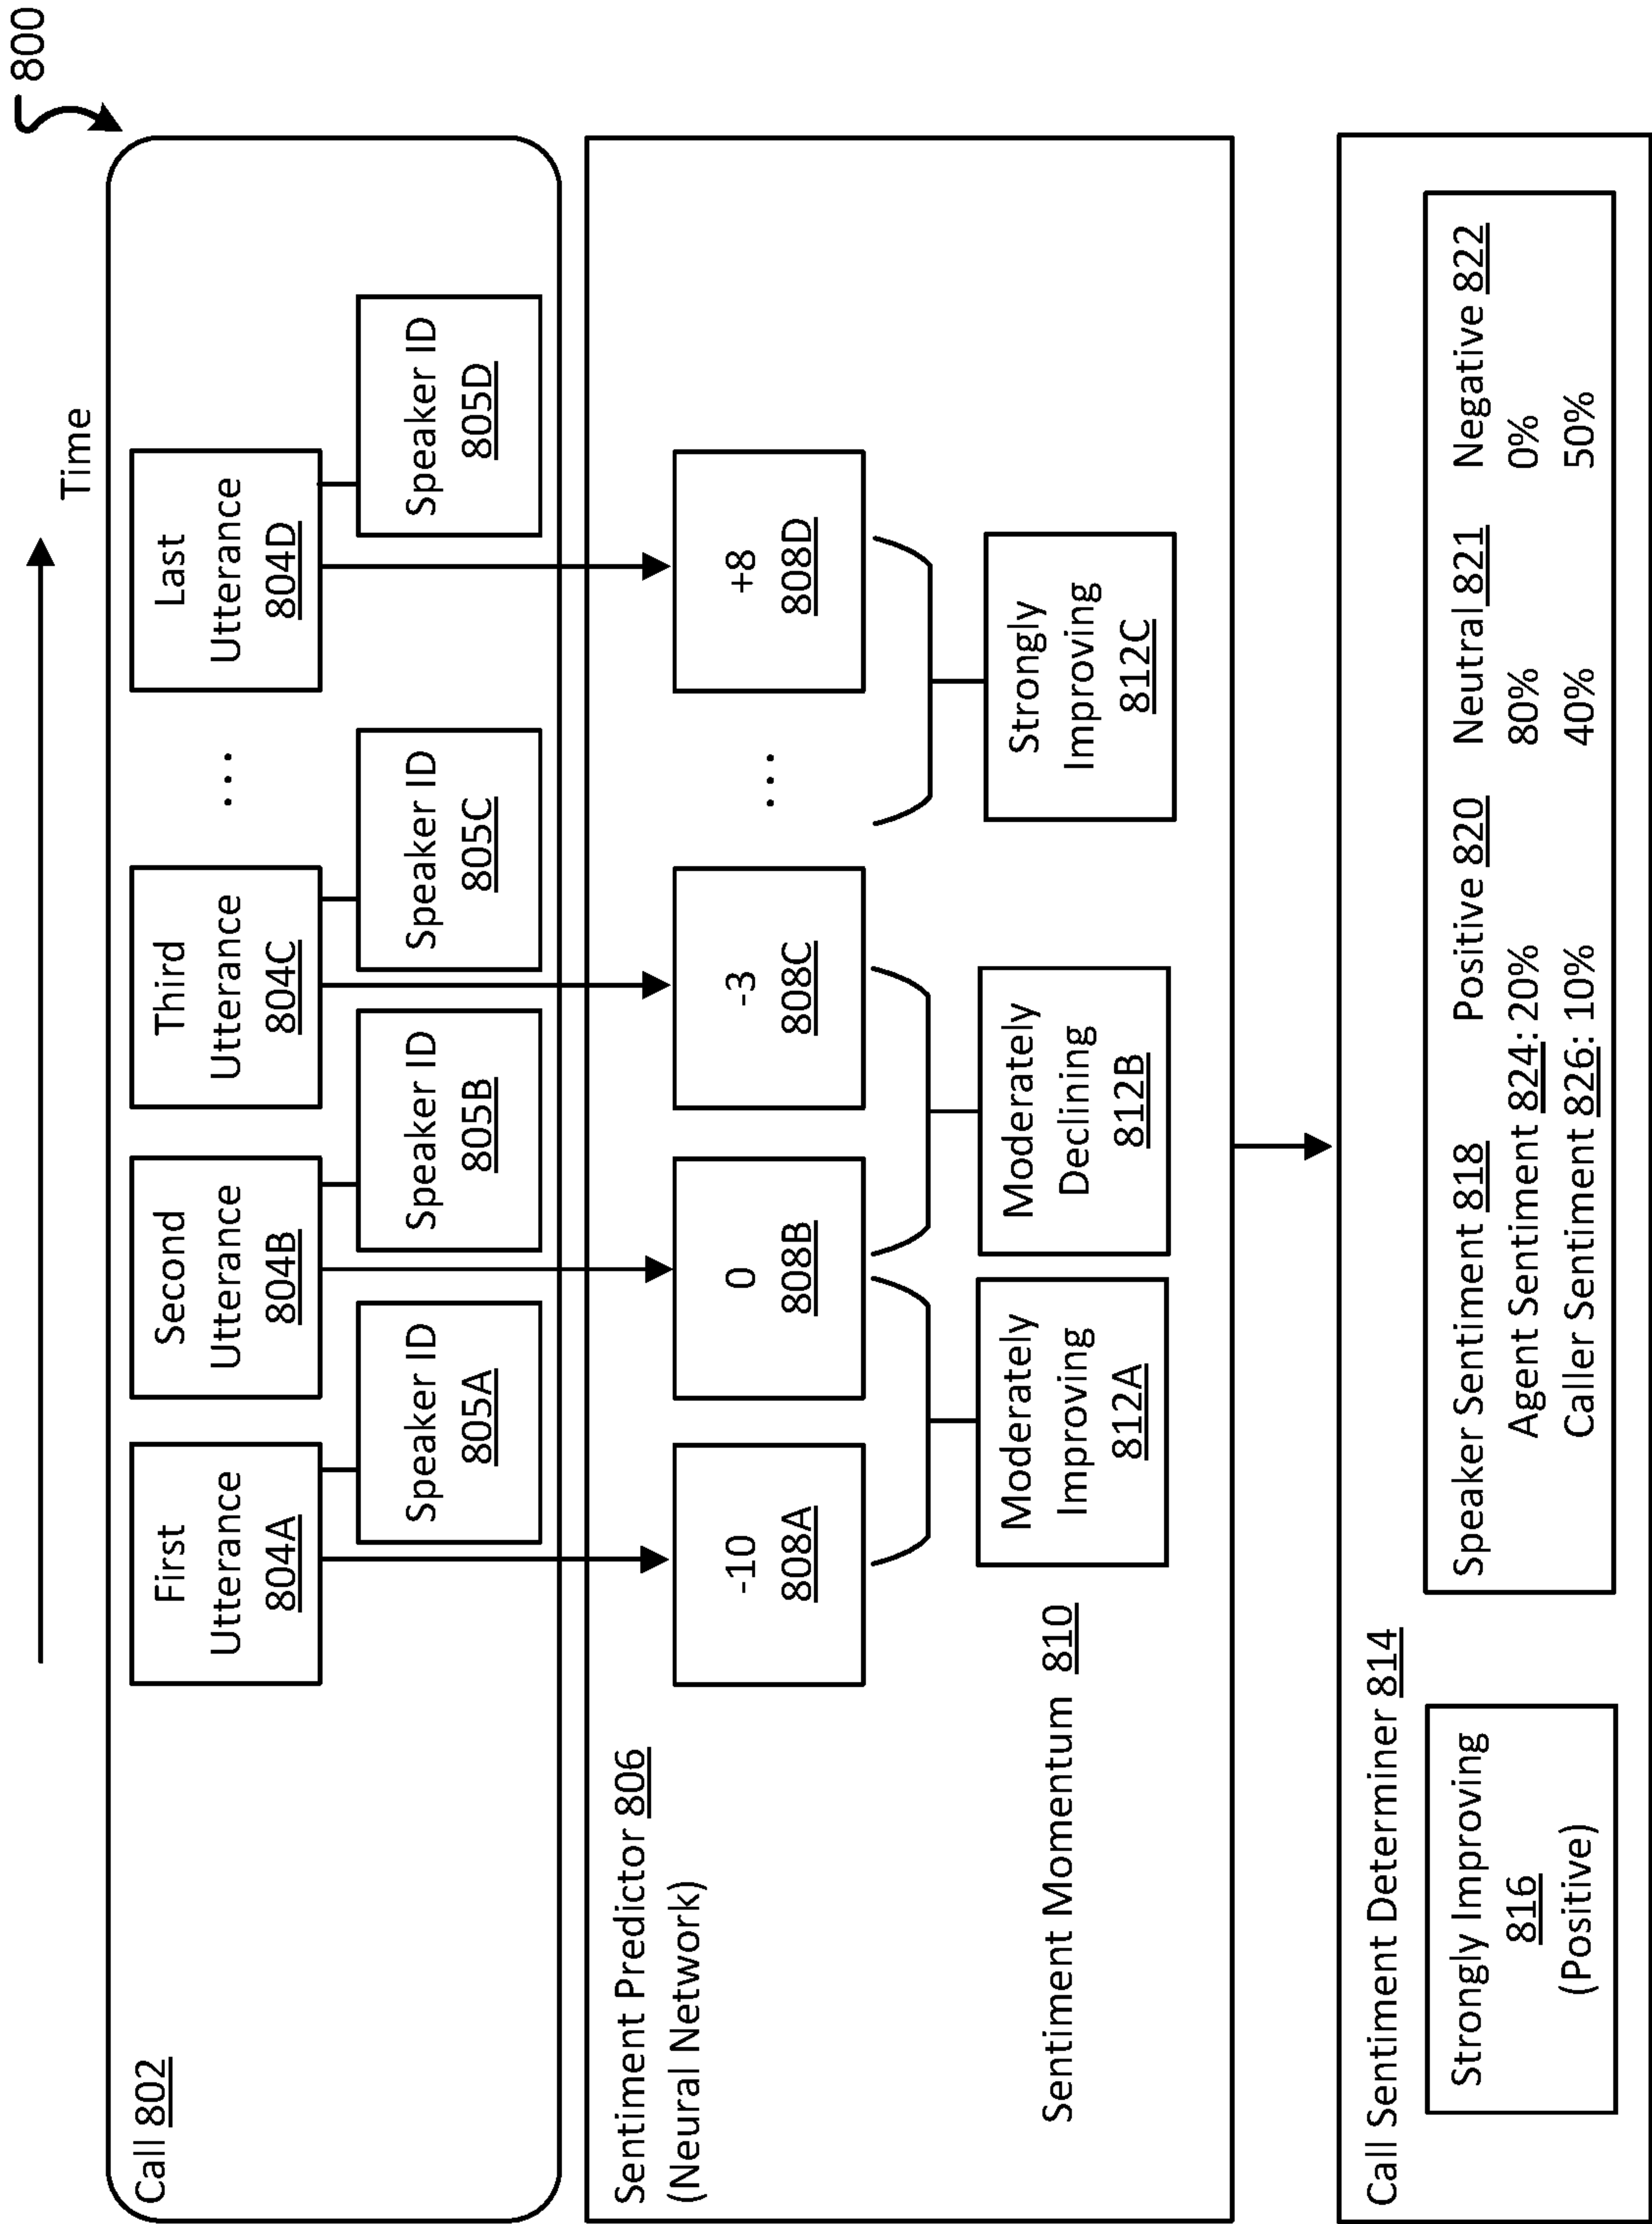 800
Time
Call 802
First
Utterance
804A
Speaker ID
805A
Second
Utterance
804B
Speaker ID
805B
Third
Utterance
804C
Speaker ID
805C
...
Last
Utterance
804D
Speaker ID
805D
Sentiment Predictor 806
(Neural Network)
-10
808A
0
808B
-3
808C
...
+8
808D
Sentiment Momentum 810
Moderately
Improving
812A
Moderately
Declining
812B
Strongly
Improving
812C
Call Sentiment Determiner 814
Strongly Improving
816
(Positive)
Speaker Sentiment 818 Positive 820 Neutral 821 Negative 822
Agent Sentiment 824: 20% 80% 0%
Caller Sentiment 826: 10% 40% 50%